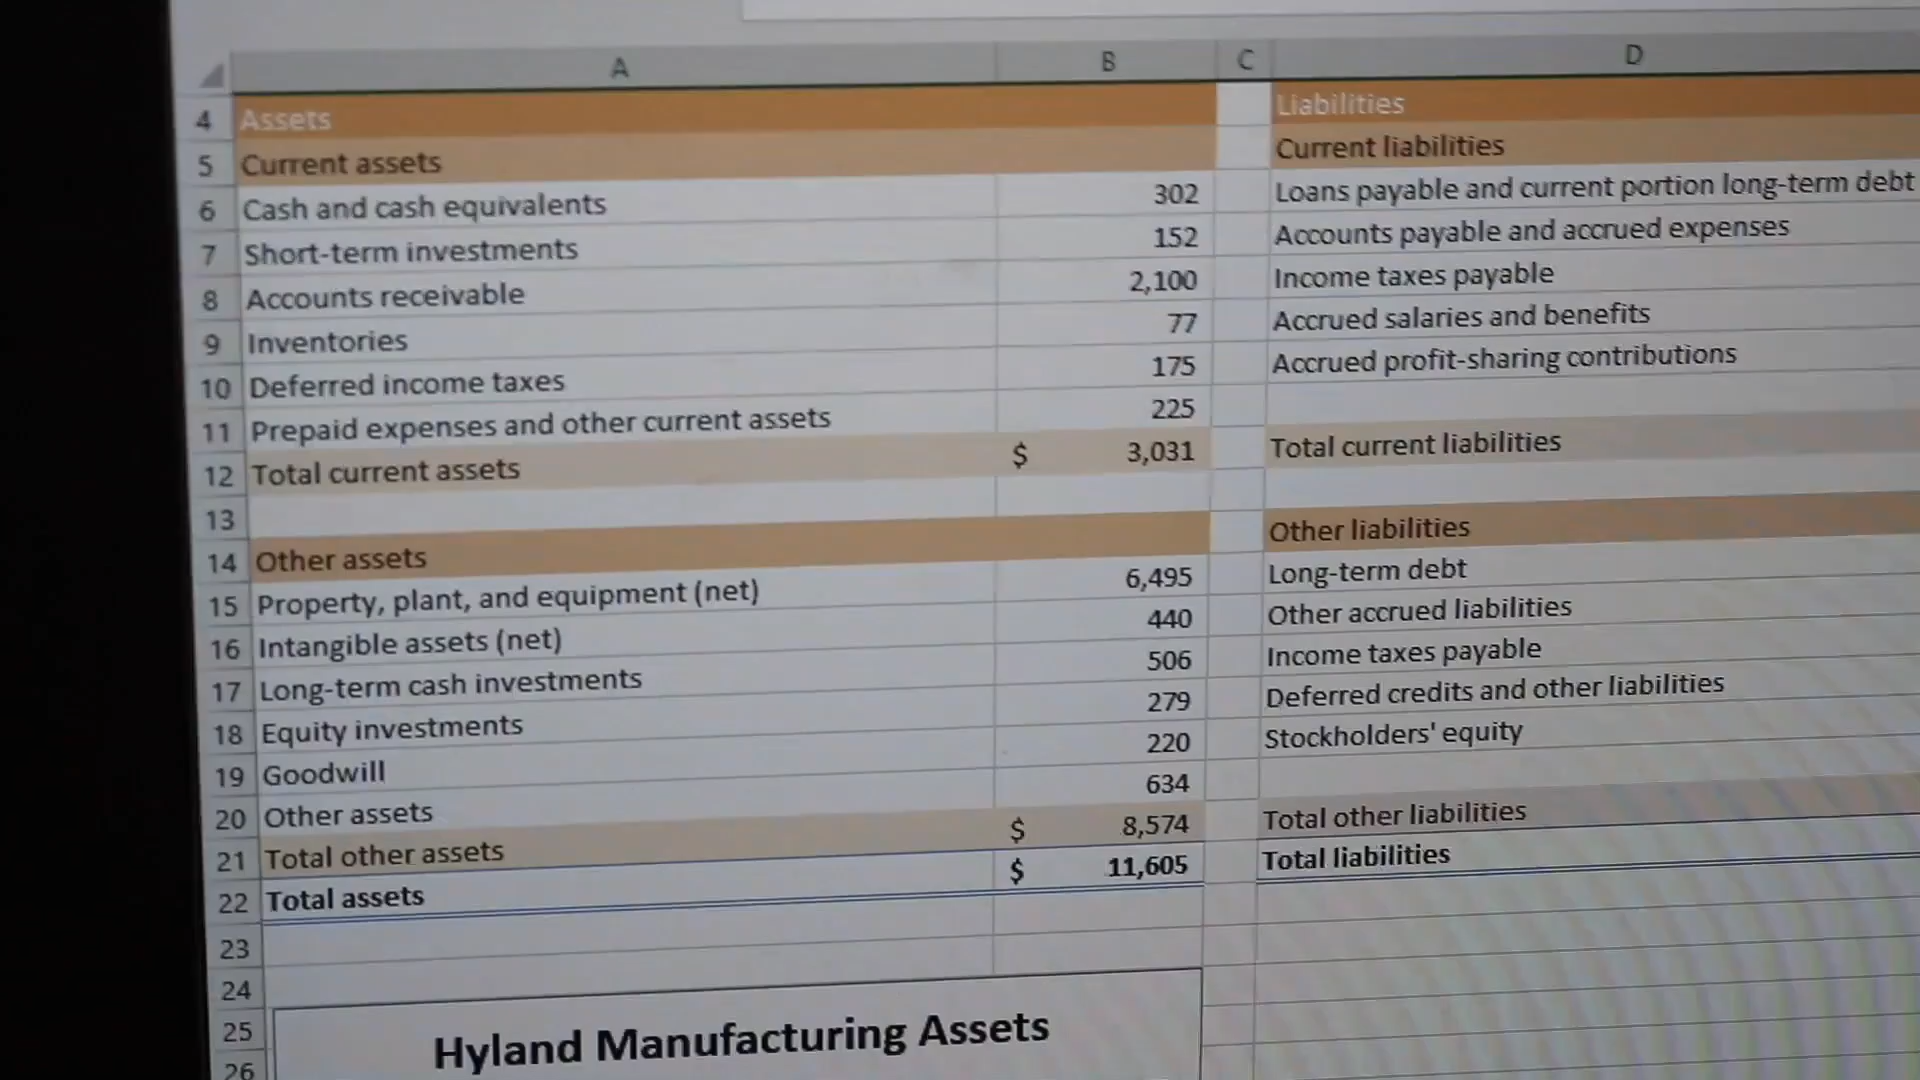 A B C D
4 Assets Liabilities
5 Current assets Current liabilities
6 Cash and cash equivalents 302 Loans payable and current portion long-term debt
7 Short-term investments 152 Accounts payable and accrued expenses
8 Accounts receivable 2,100 Income taxes payable
9 Inventories 77 Accrued salaries and benefits
10 Deferred income taxes 175 Accrued profit-sharing contributions
11 Prepaid expenses and other current assets 225
12 Total current assets $ 3,031 Total current liabilities
13
14 Other assets Other liabilities
15 Property, plant, and equipment (net) 6,495 Long-term debt
16 Intangible assets (net) 440 Other accrued liabilities
17 Long-term cash investments 506 Income taxes payable
18 Equity investments 279 Deferred credits and other liabilities
19 Goodwill 220 Stockholders' equity
20 Other assets 634
21 Total other assets $ 8,574 Total other liabilities
22 Total assets $ 11,605 Total liabilities
23
24
25 Hyland Manufacturing Assets
26